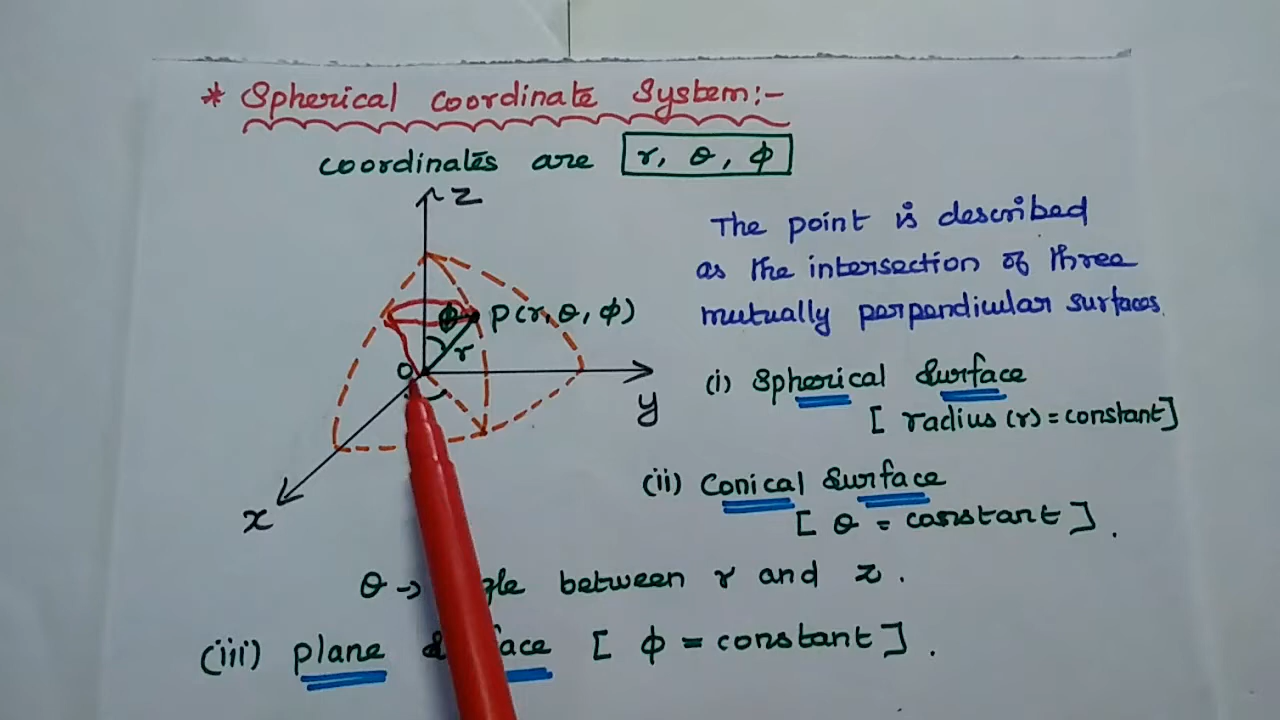 * Spherical coordinate System:-
coordinates are r, θ, ϕ
z
The point is described
as the intersection of three
mutually perpendicular surfaces.
θ P(r, θ, ϕ)
r
O
y
x
(i) Spherical Surface
[ radius (r) = constant]
(ii) Conical Surface
[ θ = constant ] .
θ → gle between r and z .
(iii) plane face [ ϕ = constant ] .